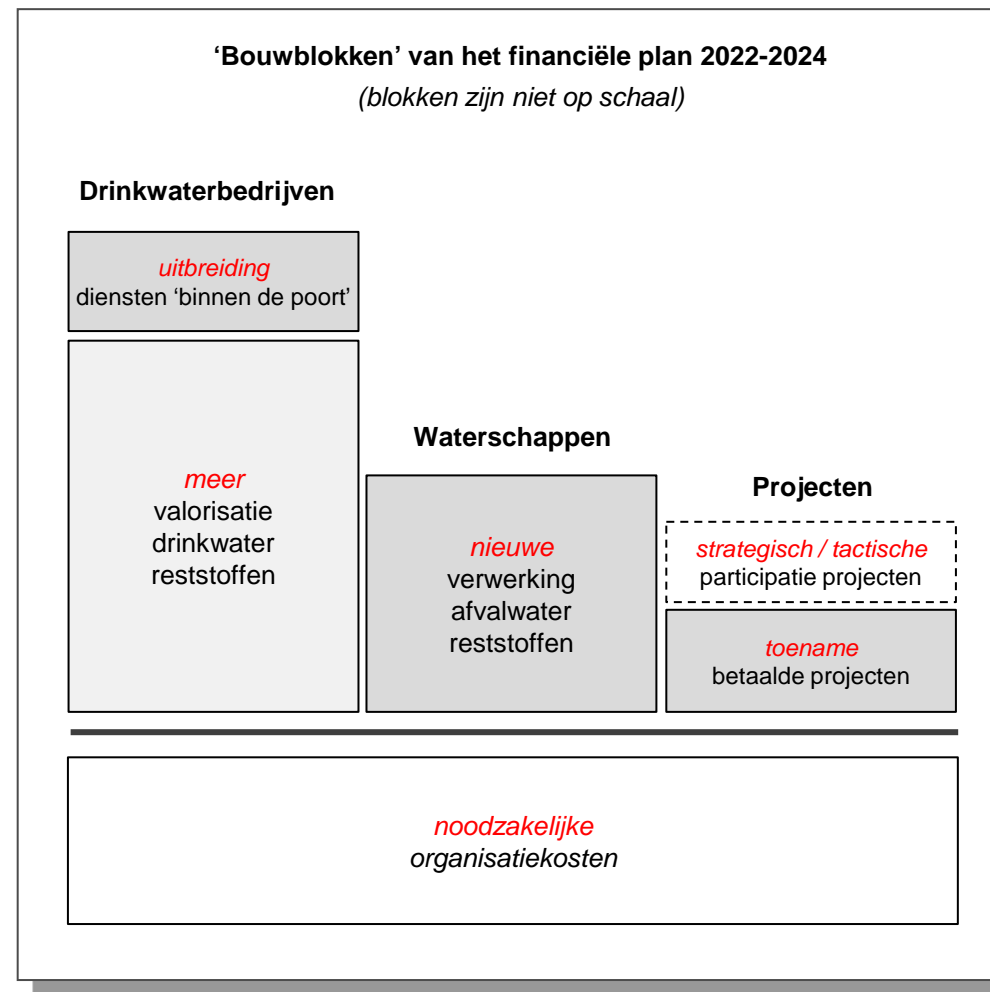 ‘Bouwblokken’ van het financiële plan 2022-2024
(blokken zijn niet op schaal)
Drinkwaterbedrijven
uitbreiding
diensten ‘binnen de poort’
meer
valorisatie
drinkwater
reststoffen
Waterschappen
nieuwe
verwerking
afvalwater
reststoffen
Projecten
strategisch / tactische
participatie projecten
toename
betaalde projecten
noodzakelijke
organisatiekosten